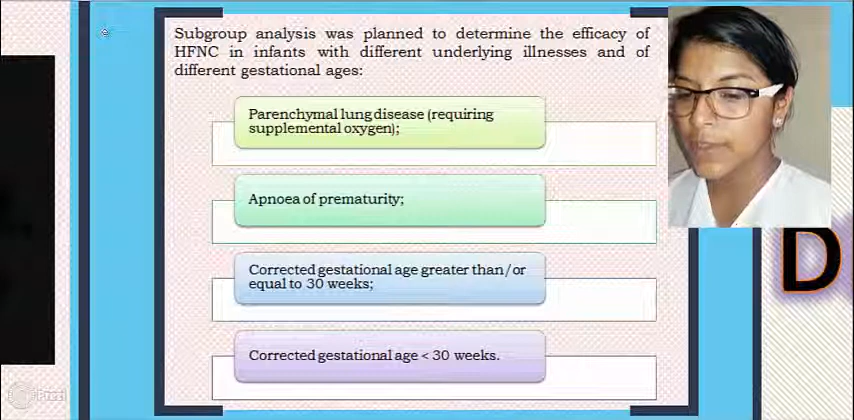 Subgroup analysis was planned to determine the efficacy of
HFNC in infants with different underlying illnesses and of
different gestational ages:
Parenchymal lung disease (requiring
supplemental oxygen);
Apnoea of prematurity;
Corrected gestational age greater than/or
equal to 30 weeks;
Corrected gestational age < 30 weeks.
D
Prezi